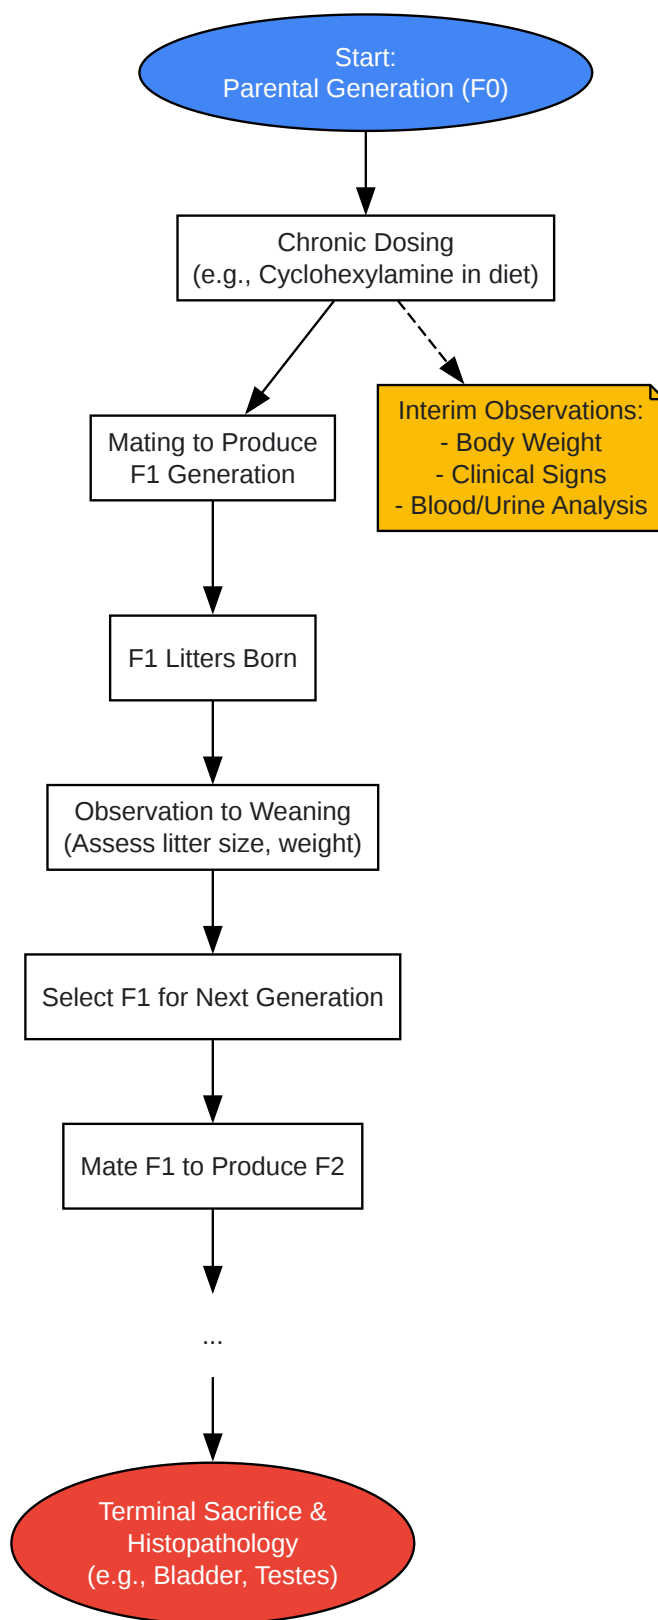 Start:
Parental Generation (F0)
Chronic Dosing
(e.g., Cyclohexylamine in diet)
Interim Observations:
- Body Weight
- Clinical Signs
- Blood/Urine Analysis
Mating to Produce
F1 Generation
F1 Litters Born
Observation to Weaning
(Assess litter size, weight)
Select F1 for Next Generation
Mate F1 to Produce F2
...
Terminal Sacrifice &
Histopathology
(e.g., Bladder, Testes)